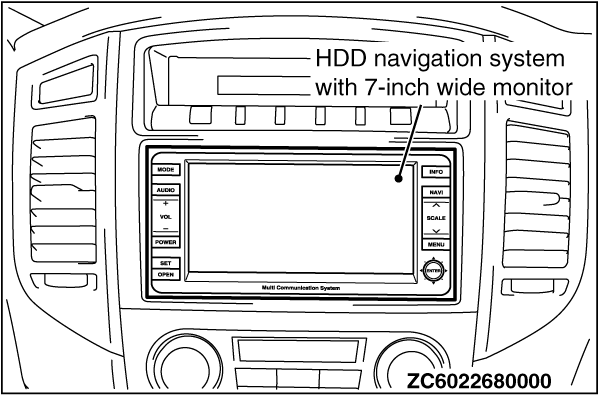 HDD navigation system
with 7-inch wide monitor
MODE
INFO
AUDIO
NAVI
+
VOL
−
SCALE
POWER
MENU
SET
OPEN
ENTER
Multi Communication System
ZC6022680000